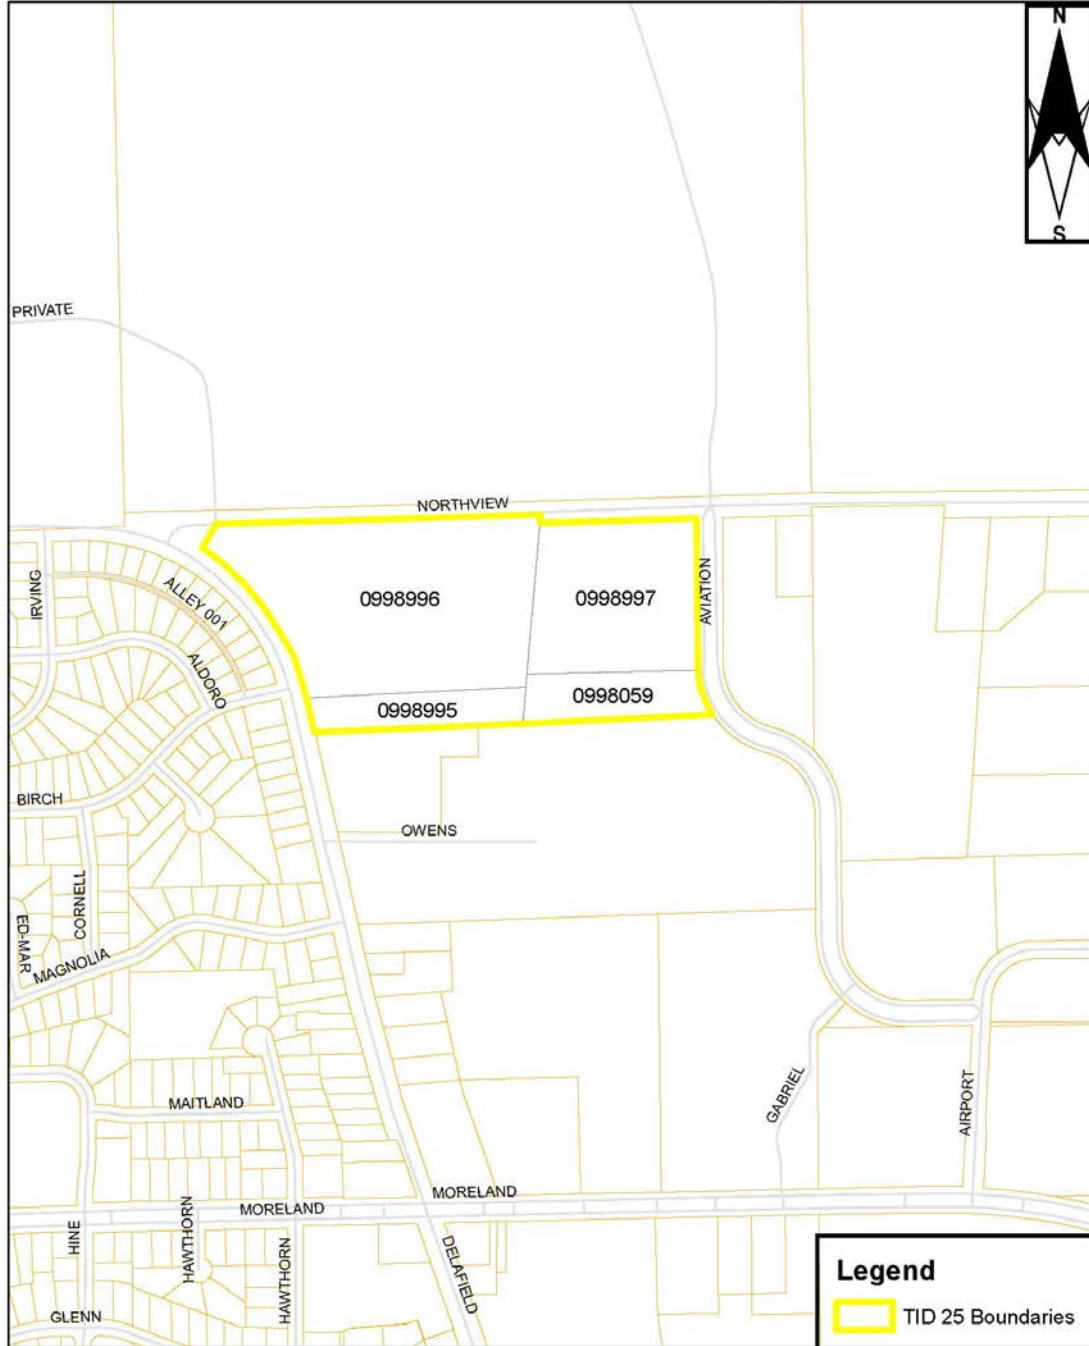 N
S
PRIVATE
NORTHVIEW
IRVING
ALLEY 001
0998996
0998997
AVIATION
ALDORO
0998995
0998059
BIRCH
OWENS
CORNELL
ED-MAR
MAGNOLIA
MAITLAND
GABRIEL
AIRPORT
MORELAND
MORELAND
HINE
HAWTHORN
HAWTHORN
DELAFIELD
GLENN
Legend
TID 25 Boundaries